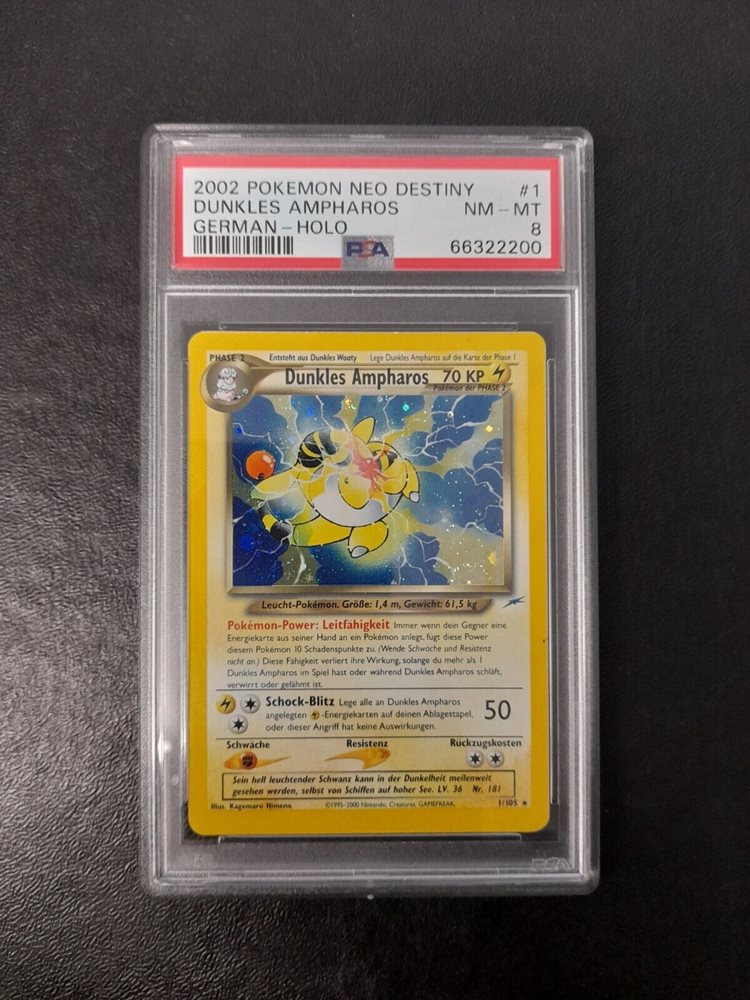 2002 POKEMON NEO DESTINY #1
DUNKLES AMPHAROS NM - MT
GERMAN - HOLO 8
PSA 66322200
PHASE 2 Entsteht aus Dunkles Waaty Lege Dunkles Ampharos auf die Karte der Phase 1
Dunkles Ampharos 70 KP
Pokémon der PHASE 2
Leucht-Pokémon. Größe: 1,4 m, Gewicht: 61,5 kg
Pokémon-Power: Leitfähigkeit Immer wenn dein Gegner eine
Energiekarte aus seiner Hand an ein Pokémon anlegt, fügt diese Power
diesem Pokémon 10 Schadenspunkte zu. (Wende Schwäche und Resistenz
nicht an.) Diese Fähigkeit verliert ihre Wirkung, solange du mehr als 1
Dunkles Ampharos im Spiel hast oder während Dunkles Ampharos schläft,
verwirrt oder gelähmt ist.
Schock-Blitz Lege alle an Dunkles Ampharos
angelegten -Energiekarten auf deinen Ablagestapel, 50
oder dieser Angriff hat keine Auswirkungen.
Schwäche Resistenz Rückzugskosten
Sein hell leuchtender Schwanz kann in der Dunkelheit meilenweit
gesehen werden, selbst von Schiffen auf hoher See. LV. 36 Nr. 181
Illus. Kagemaru Himeno ©1995-2000 Nintendo, Creatures, GAMEFREAK. 1/105
PSA